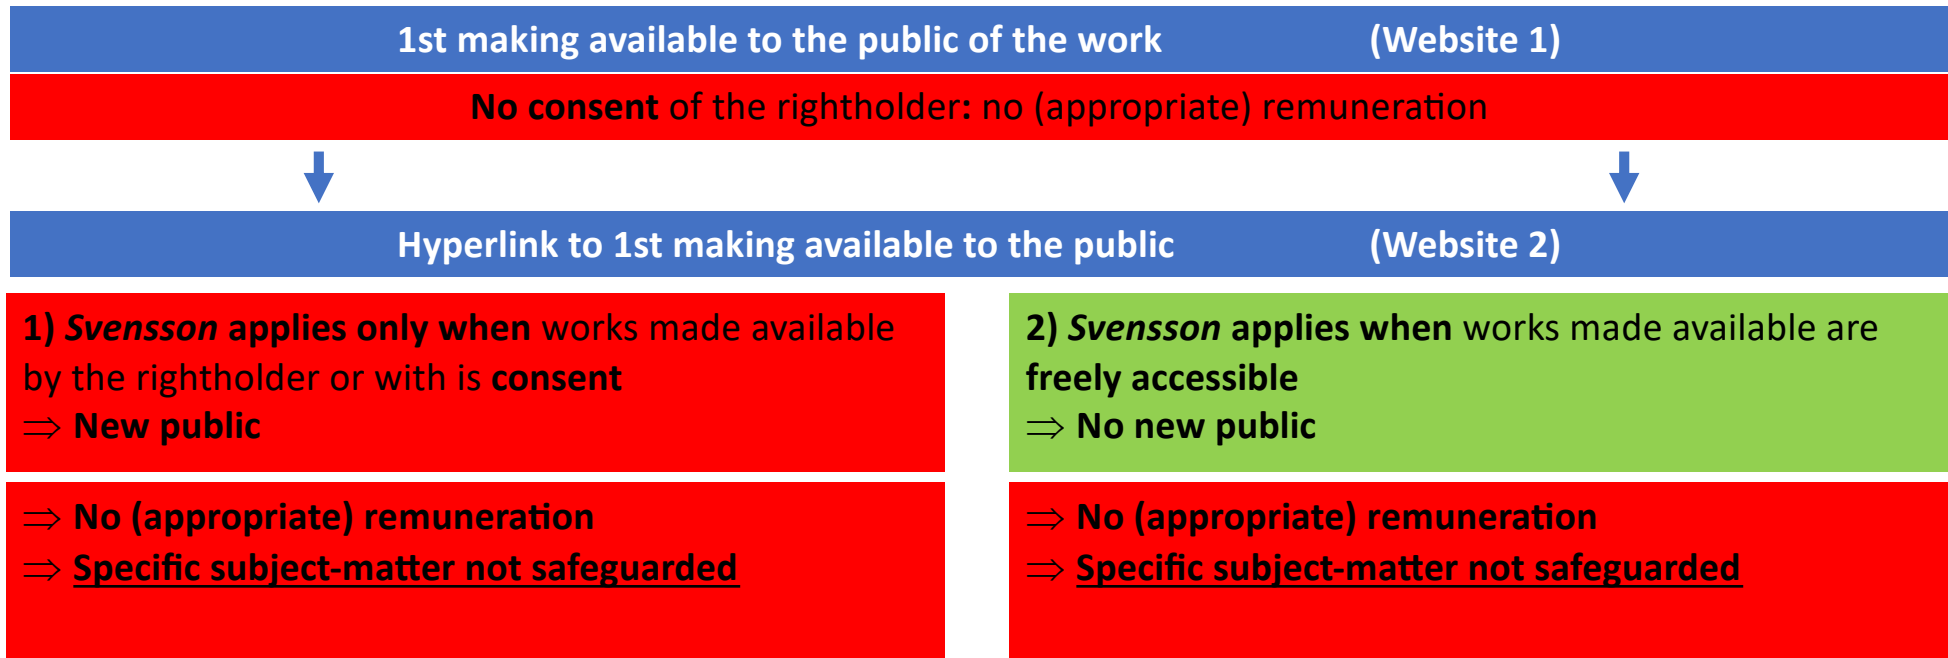 1st making available to the public of the work (Website 1)
No consent of the rightholder: no (appropriate) remuneration
Hyperlink to 1st making available to the public (Website 2)
1) Svensson applies only when works made available
by the rightholder or with is consent
⇒ New public
2) Svensson applies when works made available are
freely accessible
⇒ No new public
⇒ No (appropriate) remuneration
⇒ Specific subject-matter not safeguarded
⇒ No (appropriate) remuneration
⇒ Specific subject-matter not safeguarded